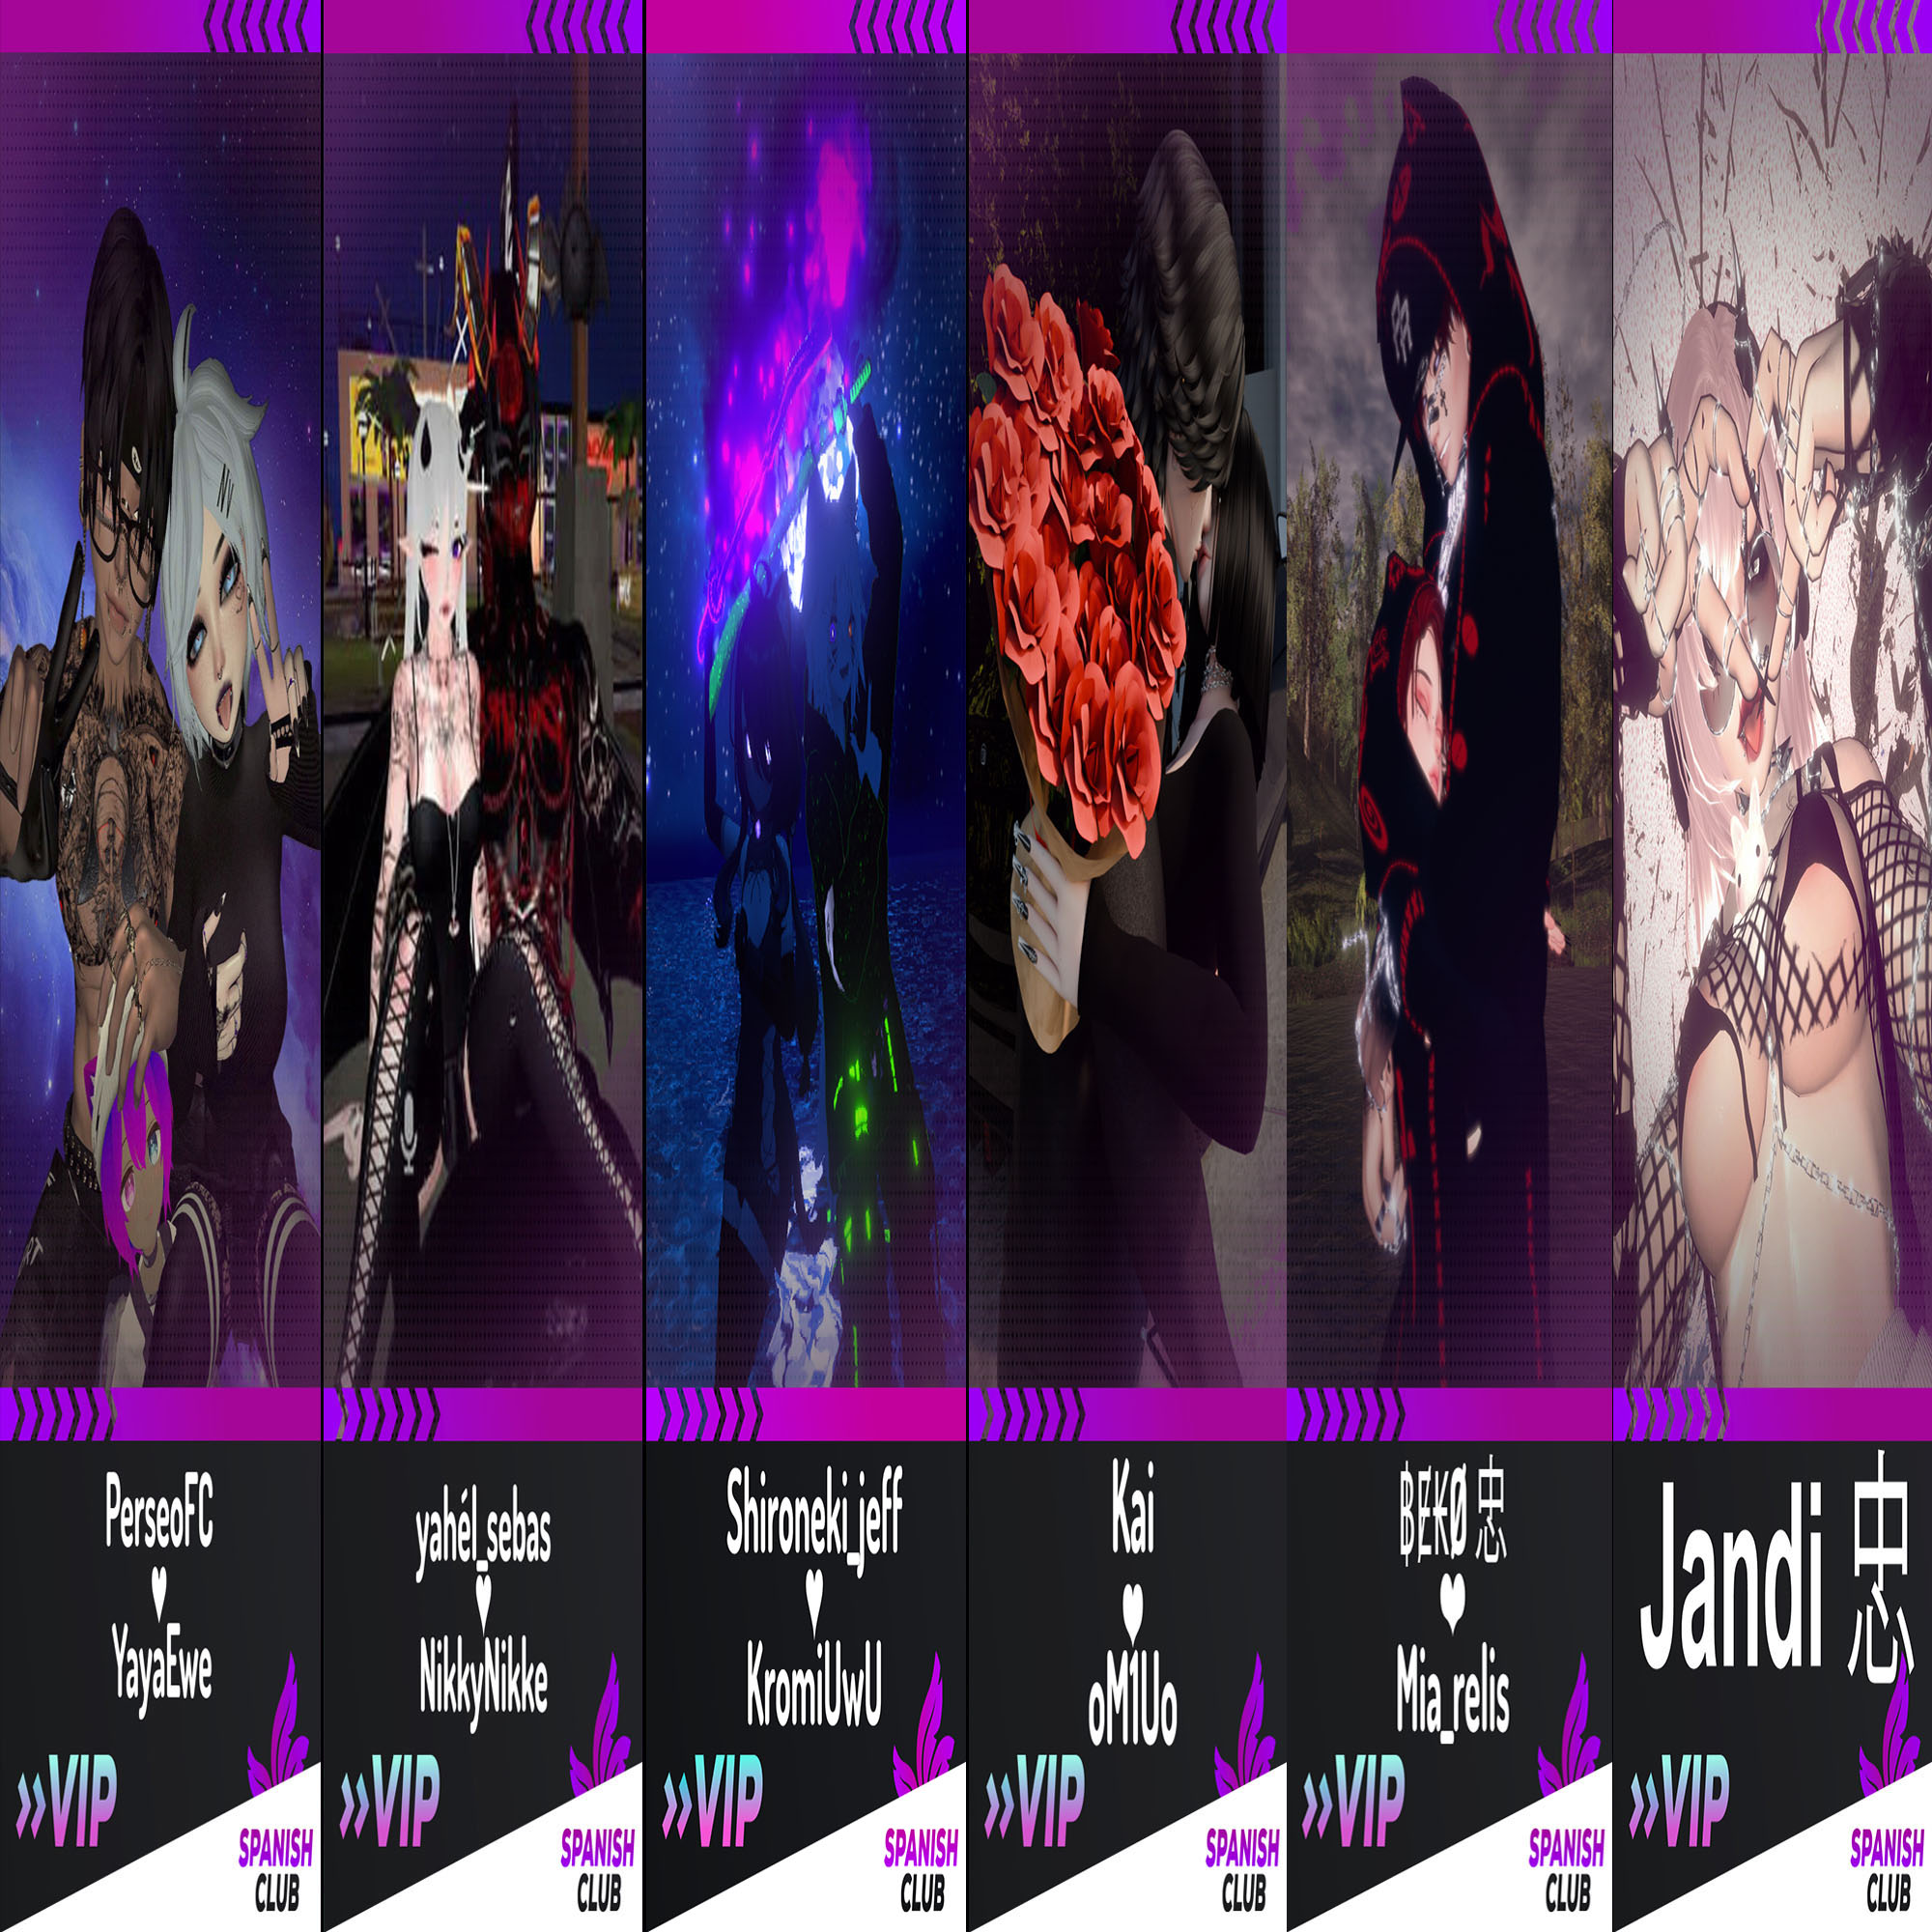 PerseoFC
♥
YayaEwe
»VIP
SPANISH
CLUB
yahél_sebas
♥
NikkyNikke
»VIP
SPANISH
CLUB
Shironeki_jeff
♥
KromiUwU
»VIP
SPANISH
CLUB
Kai
♥
oM1Uo
»VIP
SPANISH
CLUB
฿ɆꝀØ 忠
♥
Mia_relis
»VIP
SPANISH
CLUB
Jandi 忠
»VIP
SPANISH
CLUB